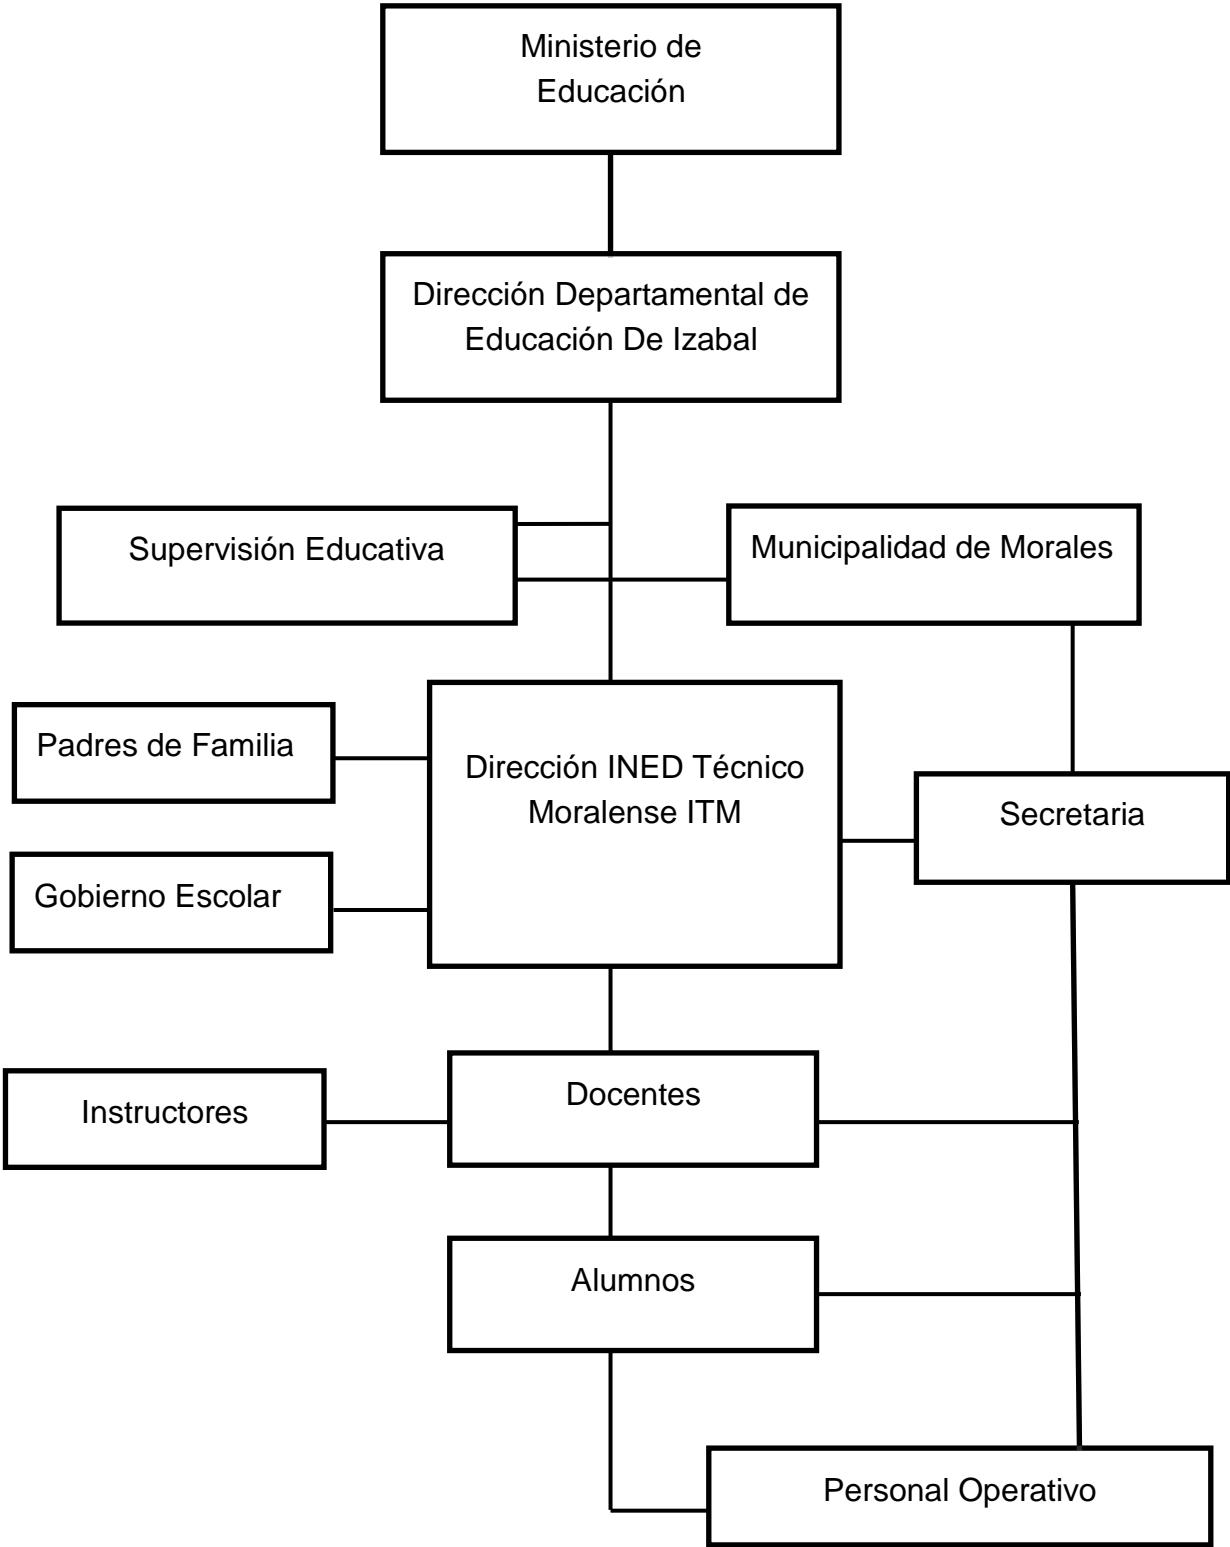 Ministerio de
Educación
Dirección Departamental de
Educación De Izabal
Supervisión Educativa
Municipalidad de Morales
Padres de Familia
Dirección INED Técnico
Moralense ITM
Secretaria
Gobierno Escolar
Instructores
Docentes
Alumnos
Personal Operativo